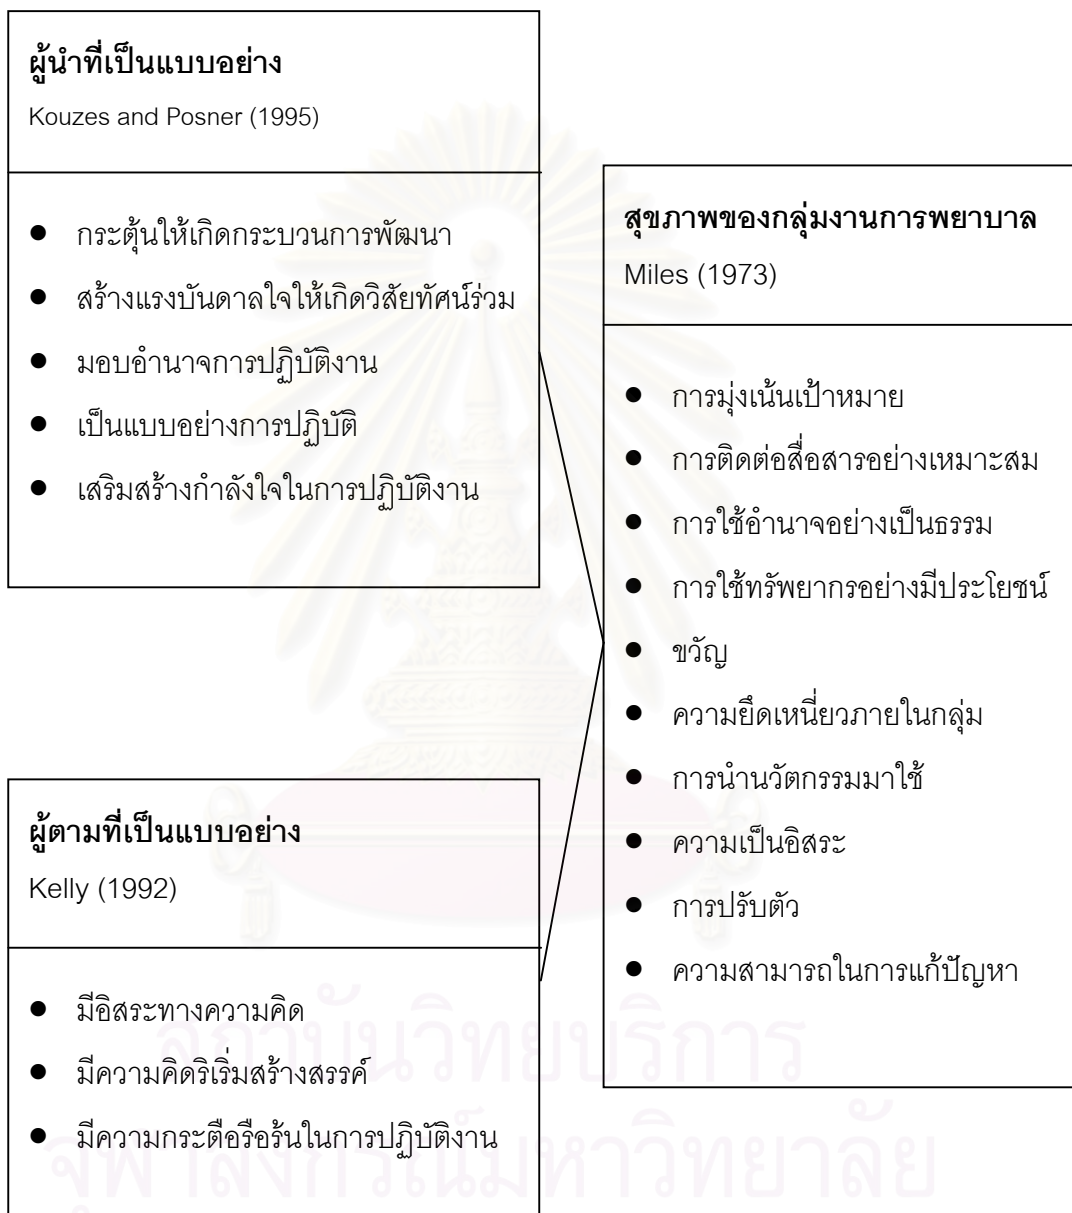 ผู้นำที่เป็นแบบอย่าง
Kouzes and Posner (1995)
● กระตุ้นให้เกิดกระบวนการพัฒนา
● สร้างแรงบันดาลใจให้เกิดวิสัยทัศน์ร่วม
● มอบอำนาจการปฏิบัติงาน
● เป็นแบบอย่างการปฏิบัติ
● เสริมสร้างกำลังใจในการปฏิบัติงาน
สุขภาพของกลุ่มงานการพยาบาล
Miles (1973)
● การมุ่งเน้นเป้าหมาย
● การติดต่อสื่อสารอย่างเหมาะสม
● การใช้อำนาจอย่างเป็นธรรม
● การใช้ทรัพยากรอย่างมีประโยชน์
● ขวัญ
● ความยึดเหนี่ยวภายในกลุ่ม
● การนำนวัตกรรมมาใช้
● ความเป็นอิสระ
● การปรับตัว
● ความสามารถในการแก้ปัญหา
ผู้ตามที่เป็นแบบอย่าง
Kelly (1992)
● มีอิสระทางความคิด
● มีความคิดริเริ่มสร้างสรรค์
● มีความกระตือรือร้นในการปฏิบัติงาน
สถาบันวิทยบริการ
จุฬาลงกรณ์มหาวิทยาลัย